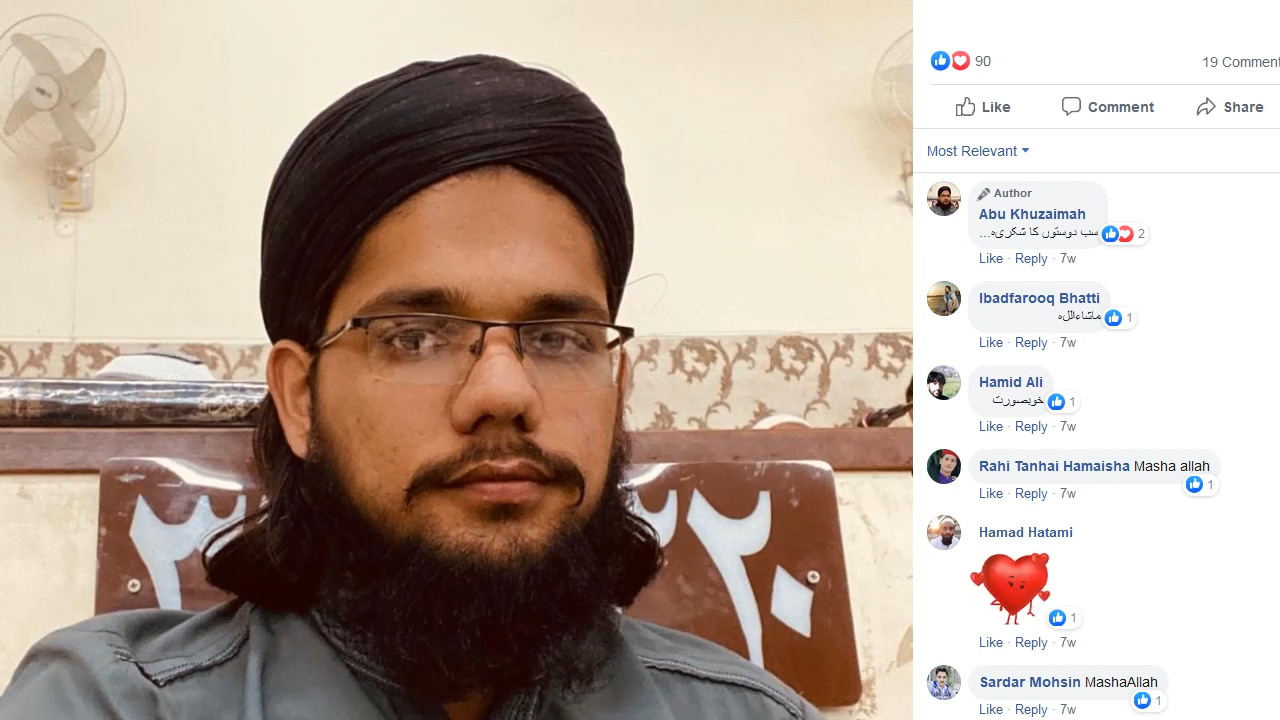 ٣
٣٢٠
90
19 Comment
Like Comment Share
Most Relevant
Author
Abu Khuzaimah
سب دوستوں کا شکریہ...
2
Like · Reply · 7w
Ibadfarooq Bhatti
ماشاءاللہ
1
Like · Reply · 7w
Hamid Ali
خوبصورت
1
Like · Reply · 7w
Rahi Tanhai Hamaisha Masha allah
1
Like · Reply · 7w
Hamad Hatami
1
Like · Reply · 7w
Sardar Mohsin MashaAllah
1
Like · Reply · 7w